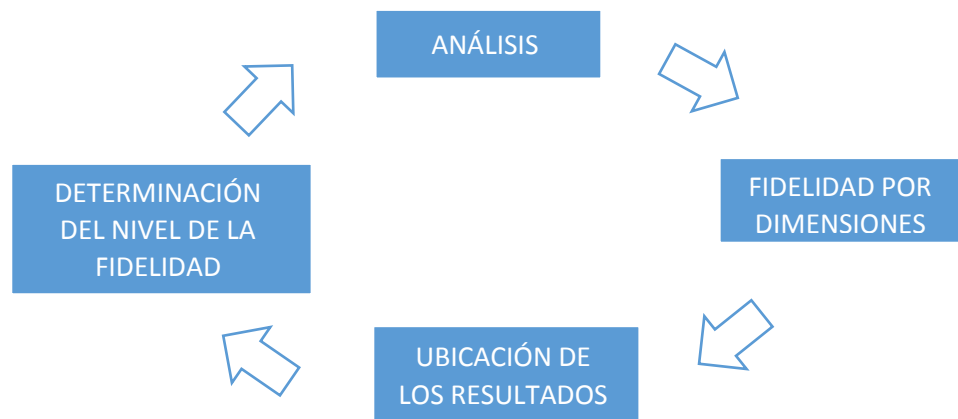 ANÁLISIS
FIDELIDAD POR
DIMENSIONES
UBICACIÓN DE
LOS RESULTADOS
DETERMINACIÓN
DEL NIVEL DE LA
FIDELIDAD